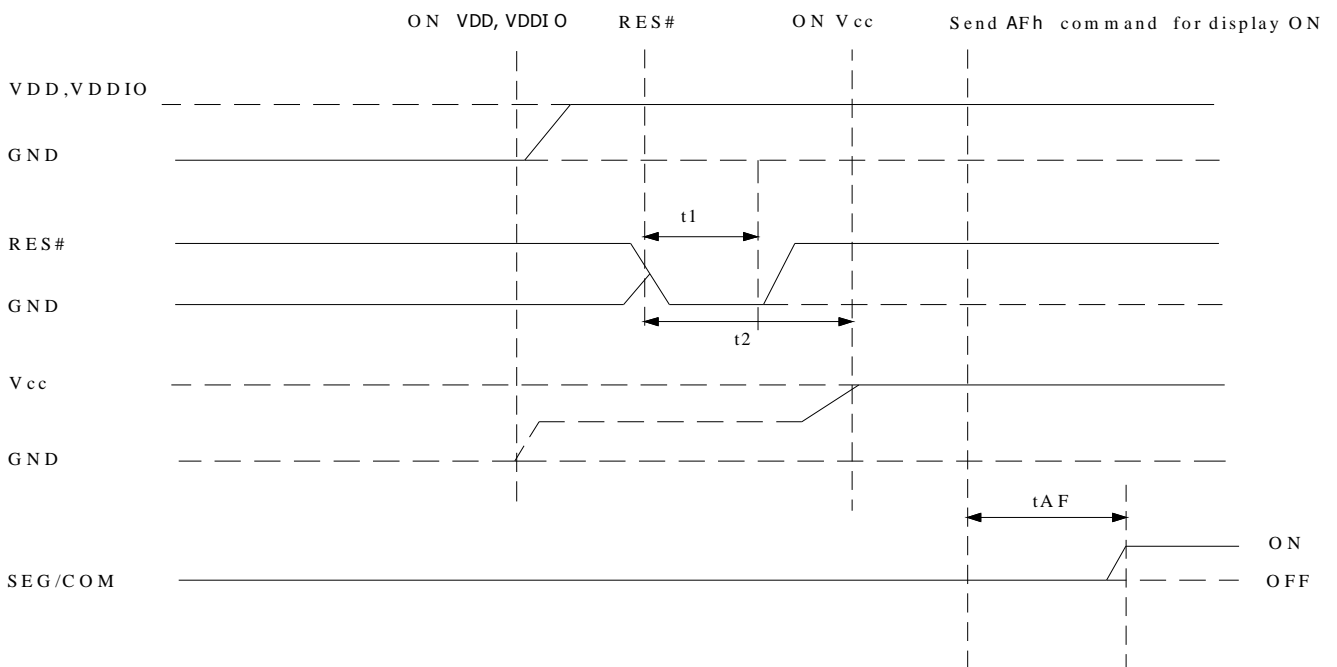 ON VDD, VDDIO RES# ON Vcc Send AFh command for display ON
VDD,VDDIO
GND
t1
RES#
GND
t2
Vcc
GND
tAF
ON
SEG/COM
OFF